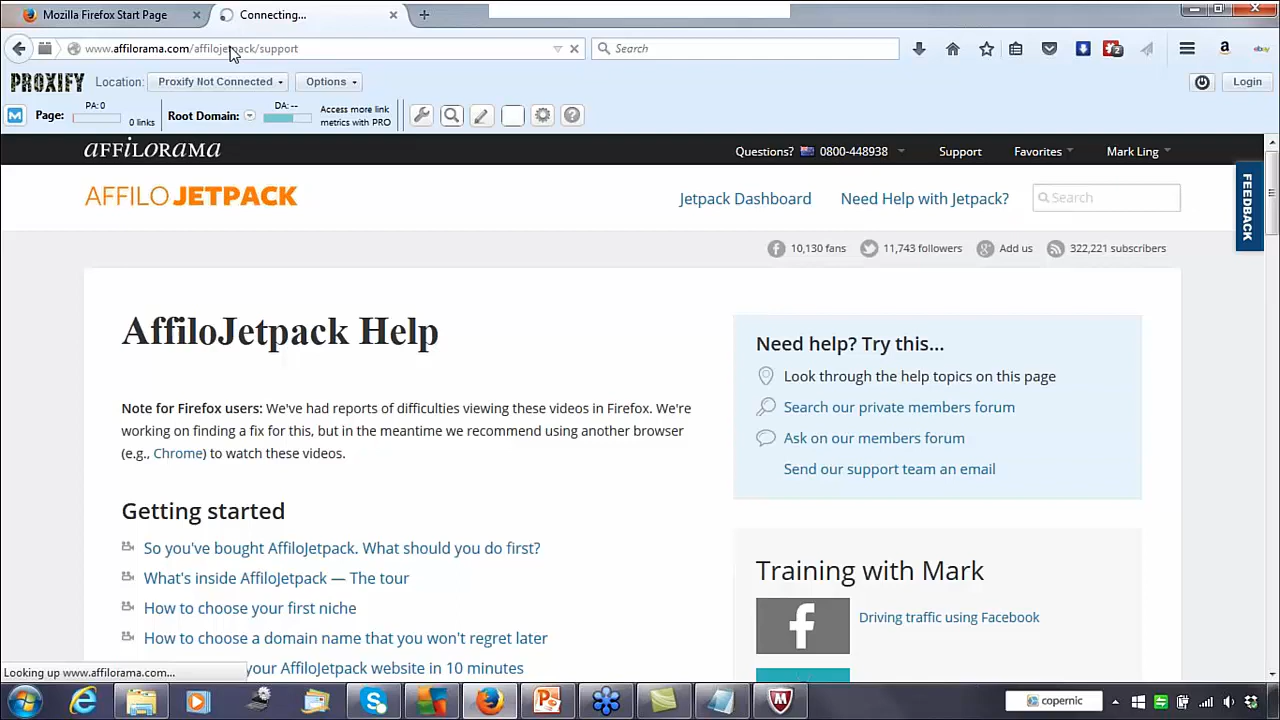 Mozilla Firefox Start Page
Connecting...
www.affilorama.com/affilojetpack/support
Search
2
ebay
PROXIFY
Location:
Proxify Not Connected
Options
Login
Page:
PA: 0
0 links
Root Domain:
DA: --
Access more link
metrics with PRO
aFFiLORaMa
Questions?
0800-448938
Support
Favorites
Mark Ling
AFFILO JETPACK
Jetpack Dashboard
Need Help with Jetpack?
Search
FEEDBACK
10,130 fans
11,743 followers
Add us
322,221 subscribers
AffiloJetpack Help
Note for Firefox users: We've had reports of difficulties viewing these videos in Firefox. We're
working on finding a fix for this, but in the meantime we recommend using another browser
(e.g., Chrome) to watch these videos.
Need help? Try this...
Look through the help topics on this page
Search our private members forum
Ask on our members forum
Send our support team an email
Getting started
So you've bought AffiloJetpack. What should you do first?
What's inside AffiloJetpack — The tour
How to choose your first niche
How to choose a domain name that you won't regret later
your AffiloJetpack website in 10 minutes
Training with Mark
Driving traffic using Facebook
Looking up www.affilorama.com...
copernic